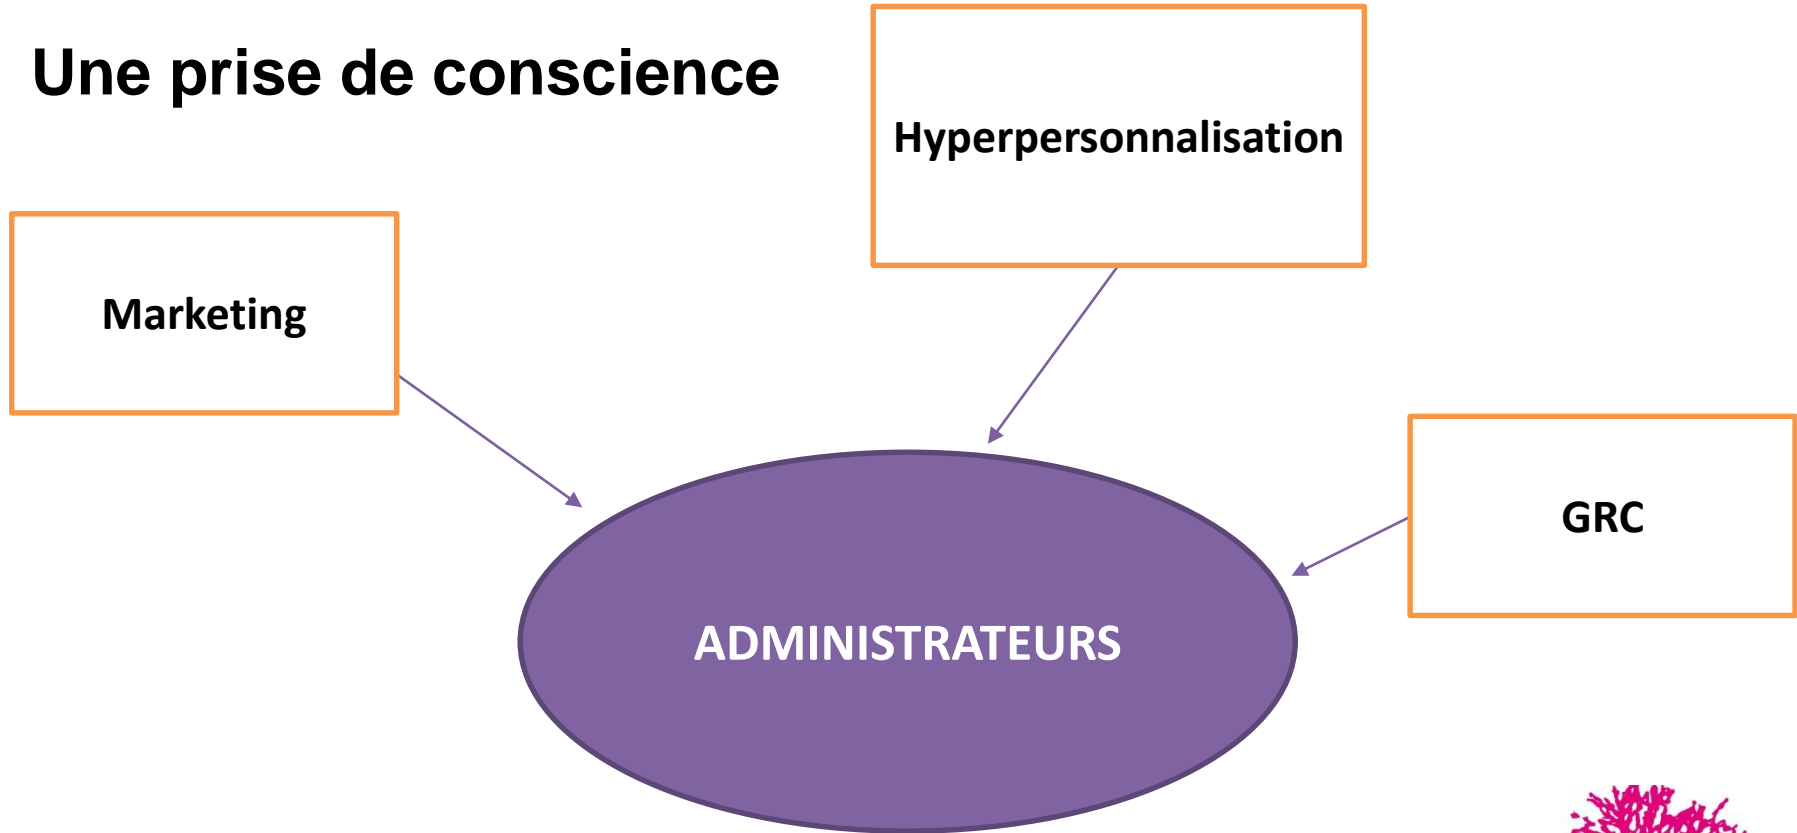 Une prise de conscience
Hyperpersonnalisation
Marketing
GRC
ADMINISTRATEURS